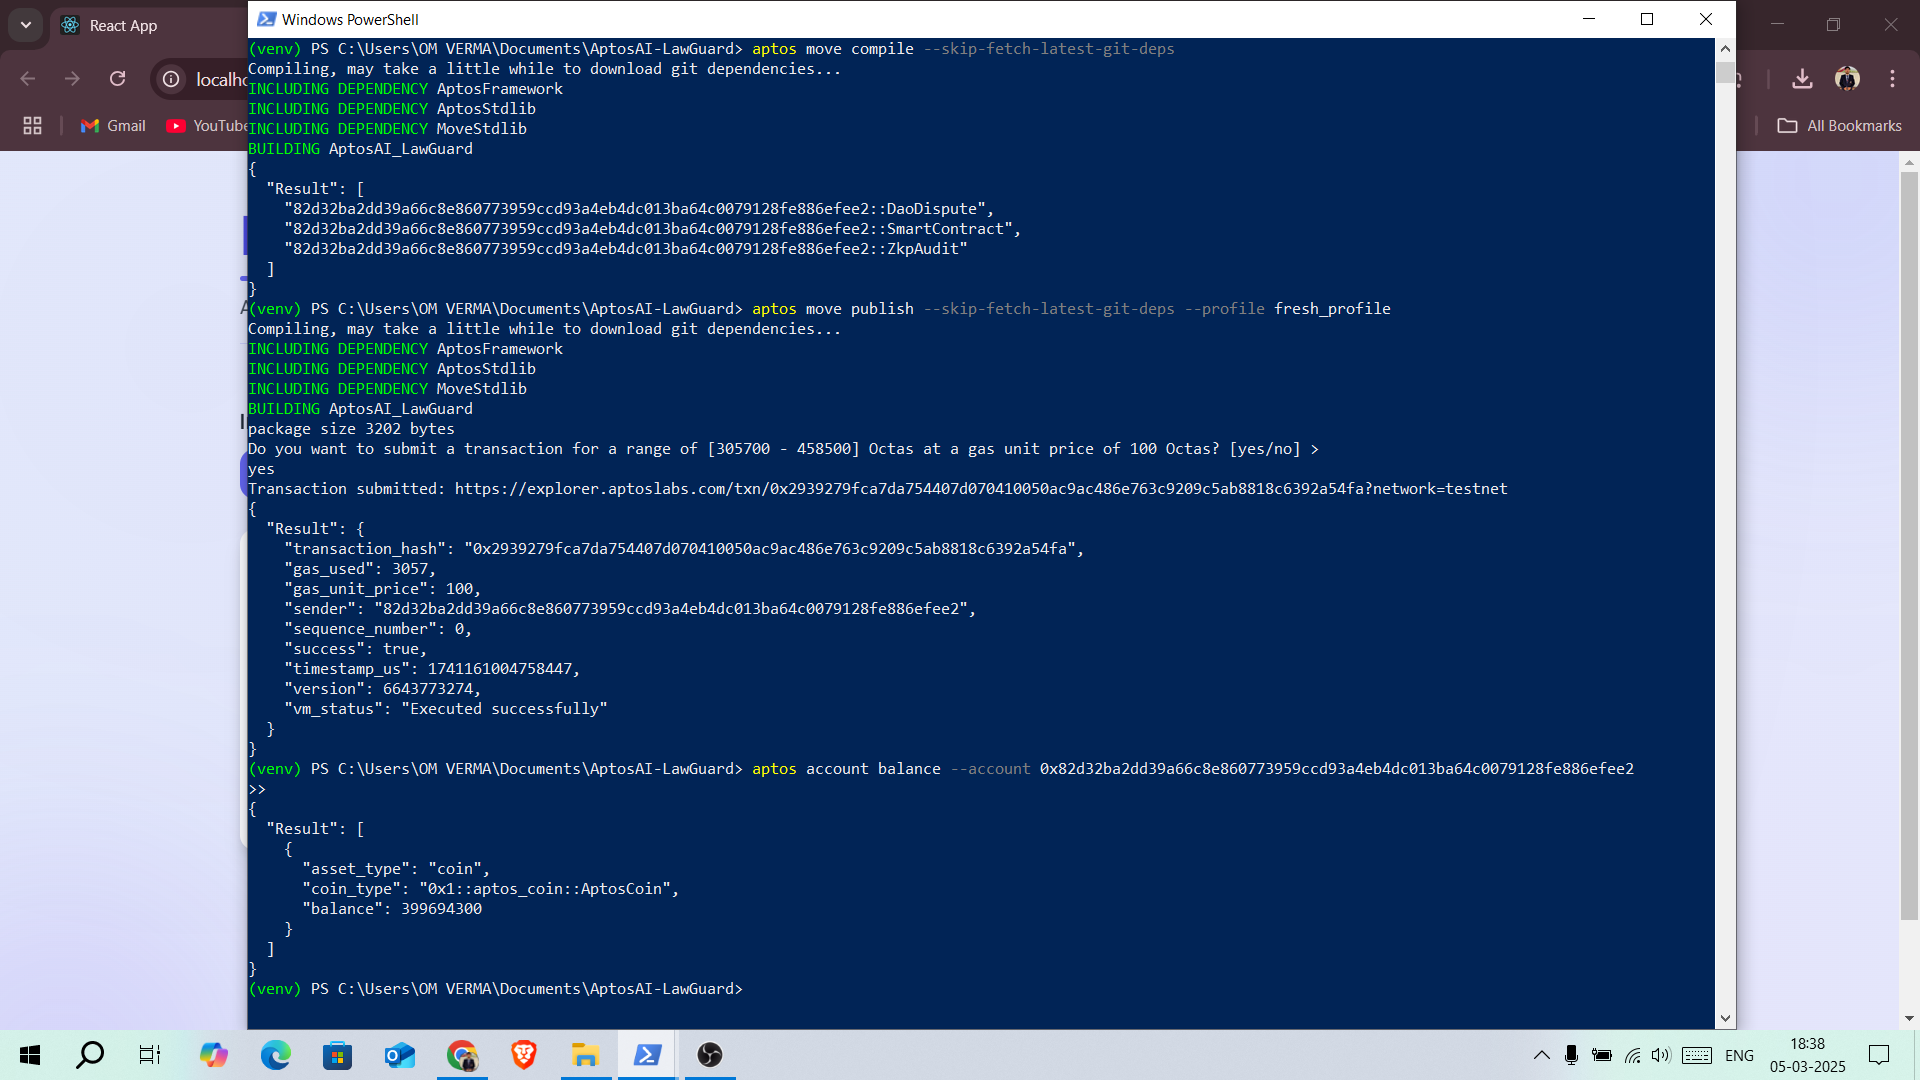 React App
Windows PowerShell
localho
Gmail
YouTube
All Bookmarks
(venv) PS C:\Users\OM VERMA\Documents\AptosAI-LawGuard> aptos move compile --skip-fetch-latest-git-deps
Compiling, may take a little while to download git dependencies...
INCLUDING DEPENDENCY AptosFramework
INCLUDING DEPENDENCY AptosStdlib
INCLUDING DEPENDENCY MoveStdlib
BUILDING AptosAI_LawGuard
{
"Result": [
"82d32ba2dd39a66c8e860773959ccd93a4eb4dc013ba64c0079128fe886efee2::DaoDispute",
"82d32ba2dd39a66c8e860773959ccd93a4eb4dc013ba64c0079128fe886efee2::SmartContract",
"82d32ba2dd39a66c8e860773959ccd93a4eb4dc013ba64c0079128fe886efee2::ZkpAudit"
]
}
(venv) PS C:\Users\OM VERMA\Documents\AptosAI-LawGuard> aptos move publish --skip-fetch-latest-git-deps --profile fresh_profile
Compiling, may take a little while to download git dependencies...
INCLUDING DEPENDENCY AptosFramework
INCLUDING DEPENDENCY AptosStdlib
INCLUDING DEPENDENCY MoveStdlib
BUILDING AptosAI_LawGuard
package size 3202 bytes
Do you want to submit a transaction for a range of [305700 - 458500] Octas at a gas unit price of 100 Octas? [yes/no] >
yes
Transaction submitted: https://explorer.aptoslabs.com/txn/0x2939279fca7da754407d070410050ac9ac486e763c9209c5ab8818c6392a54fa?network=testnet
{
"Result": {
"transaction_hash": "0x2939279fca7da754407d070410050ac9ac486e763c9209c5ab8818c6392a54fa",
"gas_used": 3057,
"gas_unit_price": 100,
"sender": "82d32ba2dd39a66c8e860773959ccd93a4eb4dc013ba64c0079128fe886efee2",
"sequence_number": 0,
"success": true,
"timestamp_us": 1741161004758447,
"version": 6643773274,
"vm_status": "Executed successfully"
}
}
(venv) PS C:\Users\OM VERMA\Documents\AptosAI-LawGuard> aptos account balance --account 0x82d32ba2dd39a66c8e860773959ccd93a4eb4dc013ba64c0079128fe886efee2
>>
{
"Result": [
{
"asset_type": "coin",
"coin_type": "0x1::aptos_coin::AptosCoin",
"balance": 399694300
}
]
}
(venv) PS C:\Users\OM VERMA\Documents\AptosAI-LawGuard>
ENG
18:38
05-03-2025